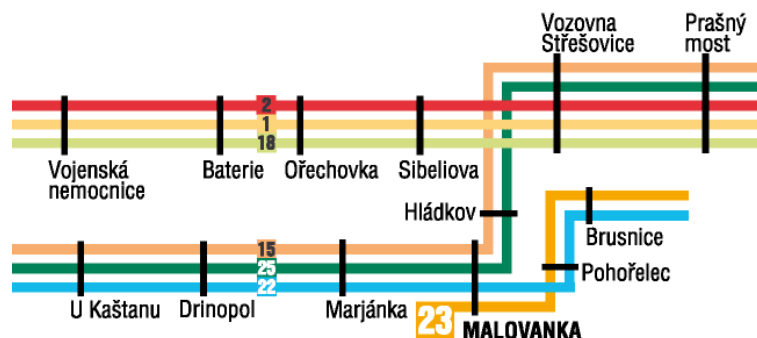 Vozovna
Střešovice
Prašný
most
2
1
18
Vojenská
nemocnice
Baterie
Ořechovka
Sibeliova
Hládkov
Brusnice
15
25
22
Pohořelec
U Kaštanu
Drinopol
Marjánka
23
MALOVANKA